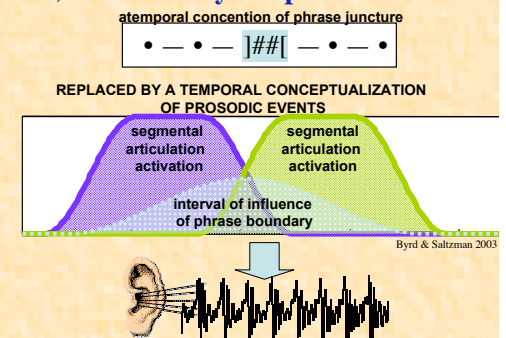 atemporal concention of phrase juncture
• — • – ]##[ – • – •
REPLACED BY A TEMPORAL CONCEPTUALIZATION
OF PROSODIC EVENTS
segmental
articulation
activation
segmental
articulation
activation
interval of influence
of phrase boundary
Byrd & Saltzman 2003